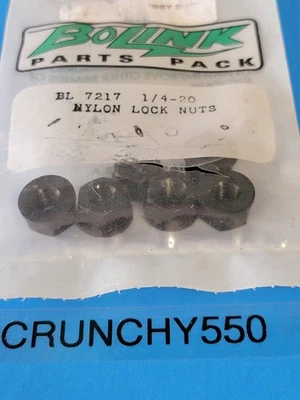 BOLINK
PARTS PACK
BL 7217 1/4-20
NYLON LOCK NUTS
CRUNCHY550